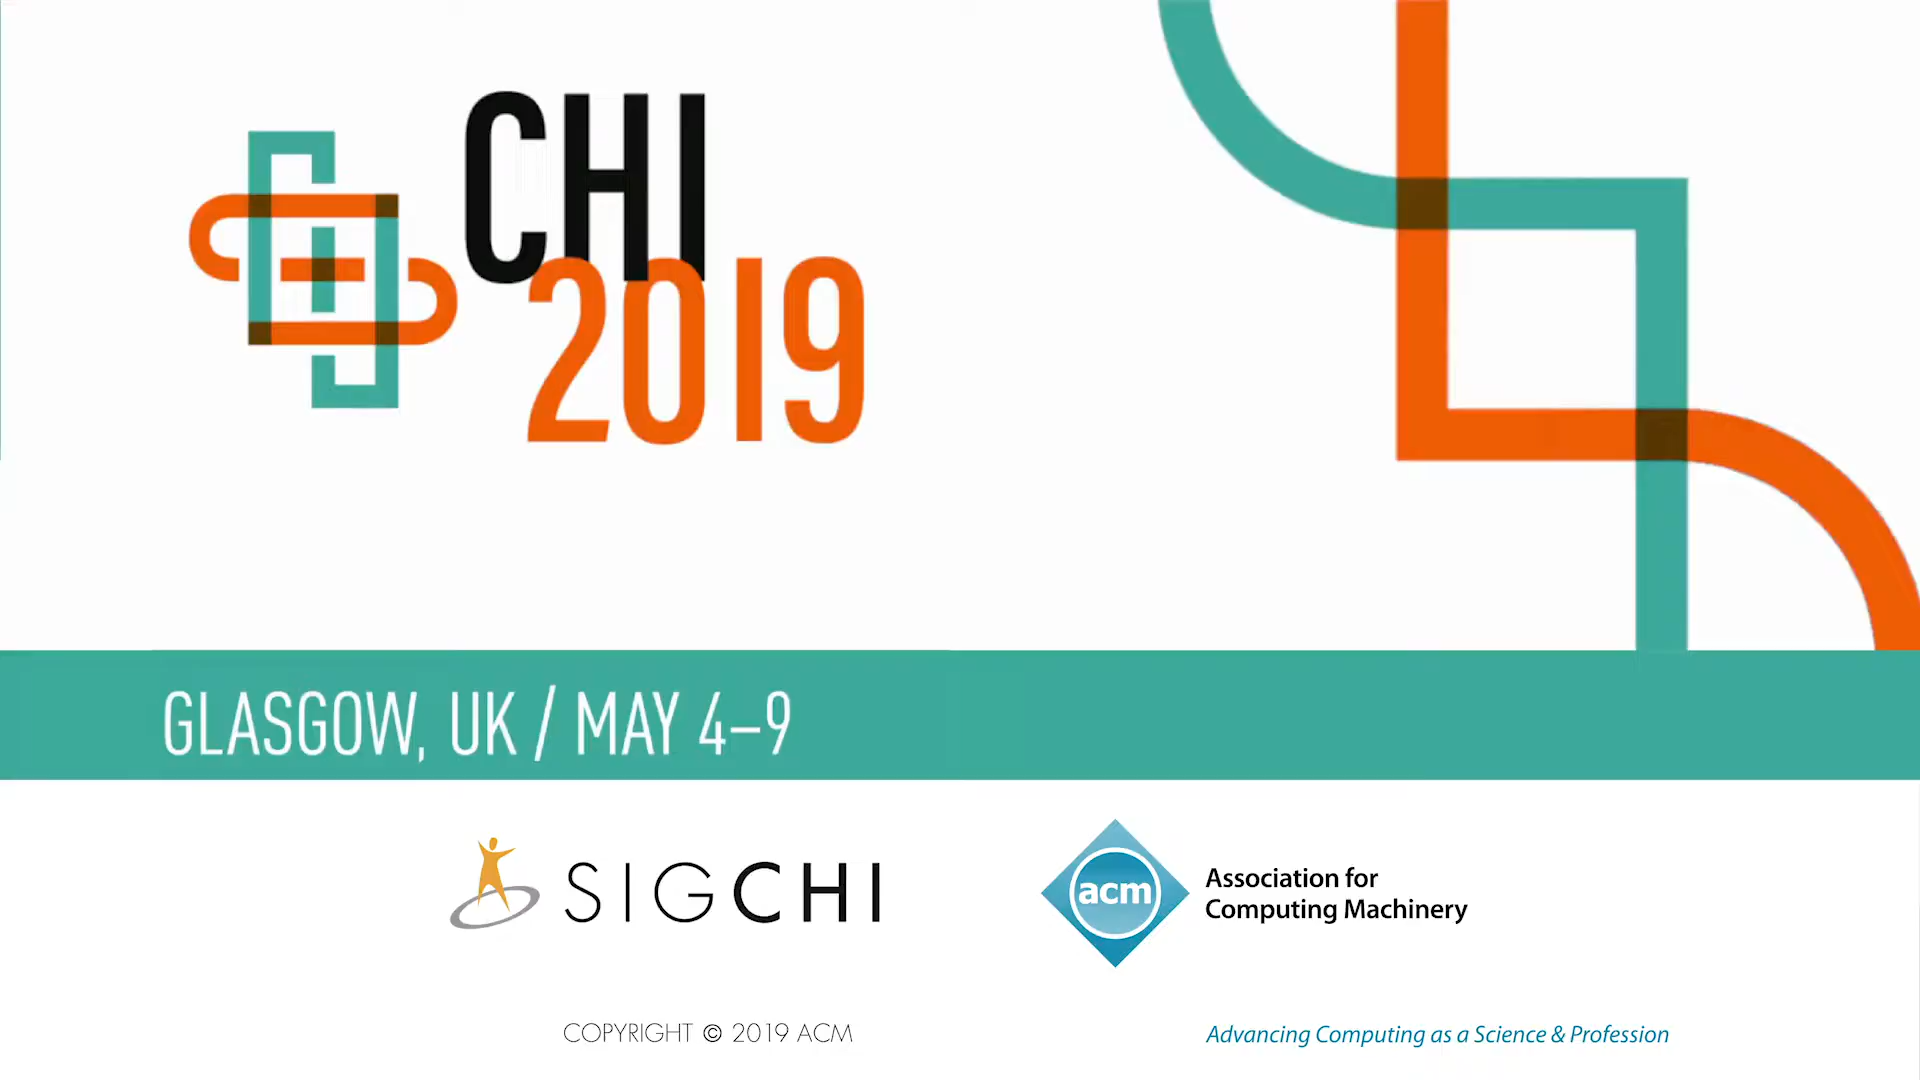 CHI
2019
GLASGOW, UK / MAY 4–9
SIGCHI
acm
Association for
Computing Machinery
COPYRIGHT © 2019 ACM
Advancing Computing as a Science & Profession